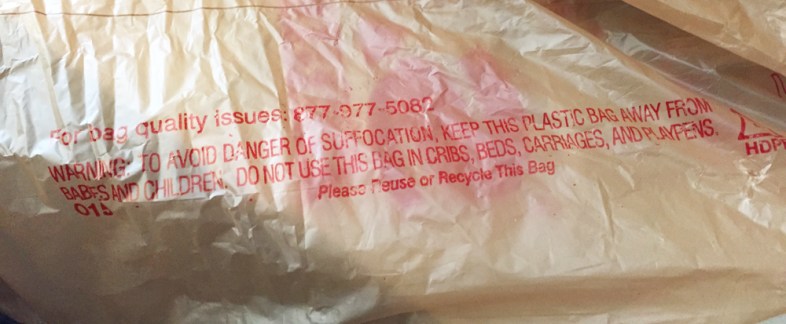 For bag quality issues: 877-977-5082
WARNING: TO AVOID DANGER OF SUFFOCATION, KEEP THIS PLASTIC BAG AWAY FROM
BABES AND CHILDREN. DO NOT USE THIS BAG IN CRIBS, BEDS, CARRIAGES, AND PLAYPENS.
Please Reuse or Recycle This Bag
015
2
HDPE